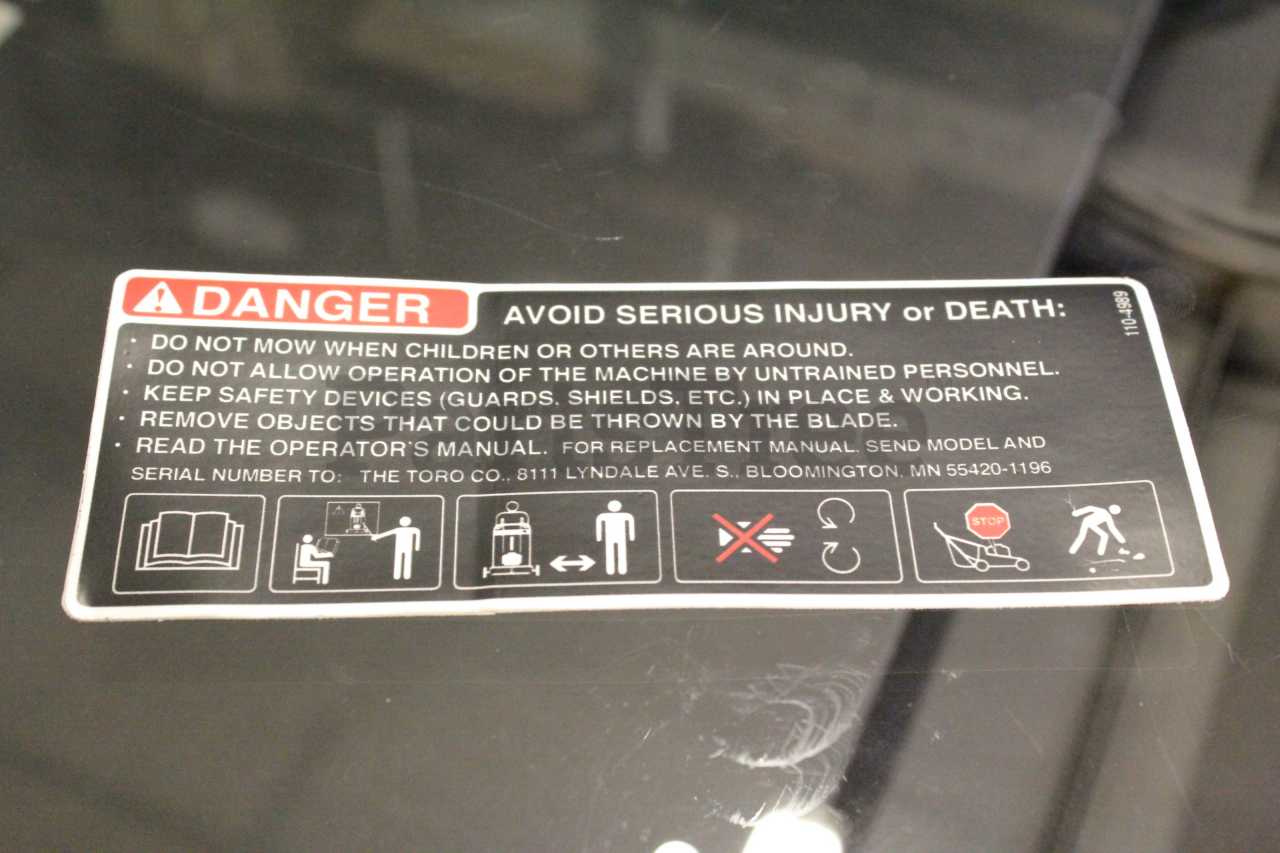 DANGER AVOID SERIOUS INJURY or DEATH:
110-4989
• DO NOT MOW WHEN CHILDREN OR OTHERS ARE AROUND.
• DO NOT ALLOW OPERATION OF THE MACHINE BY UNTRAINED PERSONNEL.
• KEEP SAFETY DEVICES (GUARDS, SHIELDS, ETC.) IN PLACE & WORKING.
• REMOVE OBJECTS THAT COULD BE THROWN BY THE BLADE.
• READ THE OPERATOR'S MANUAL. FOR REPLACEMENT MANUAL, SEND MODEL AND
SERIAL NUMBER TO: THE TORO CO., 8111 LYNDALE AVE. S., BLOOMINGTON, MN 55420-1196
STOP